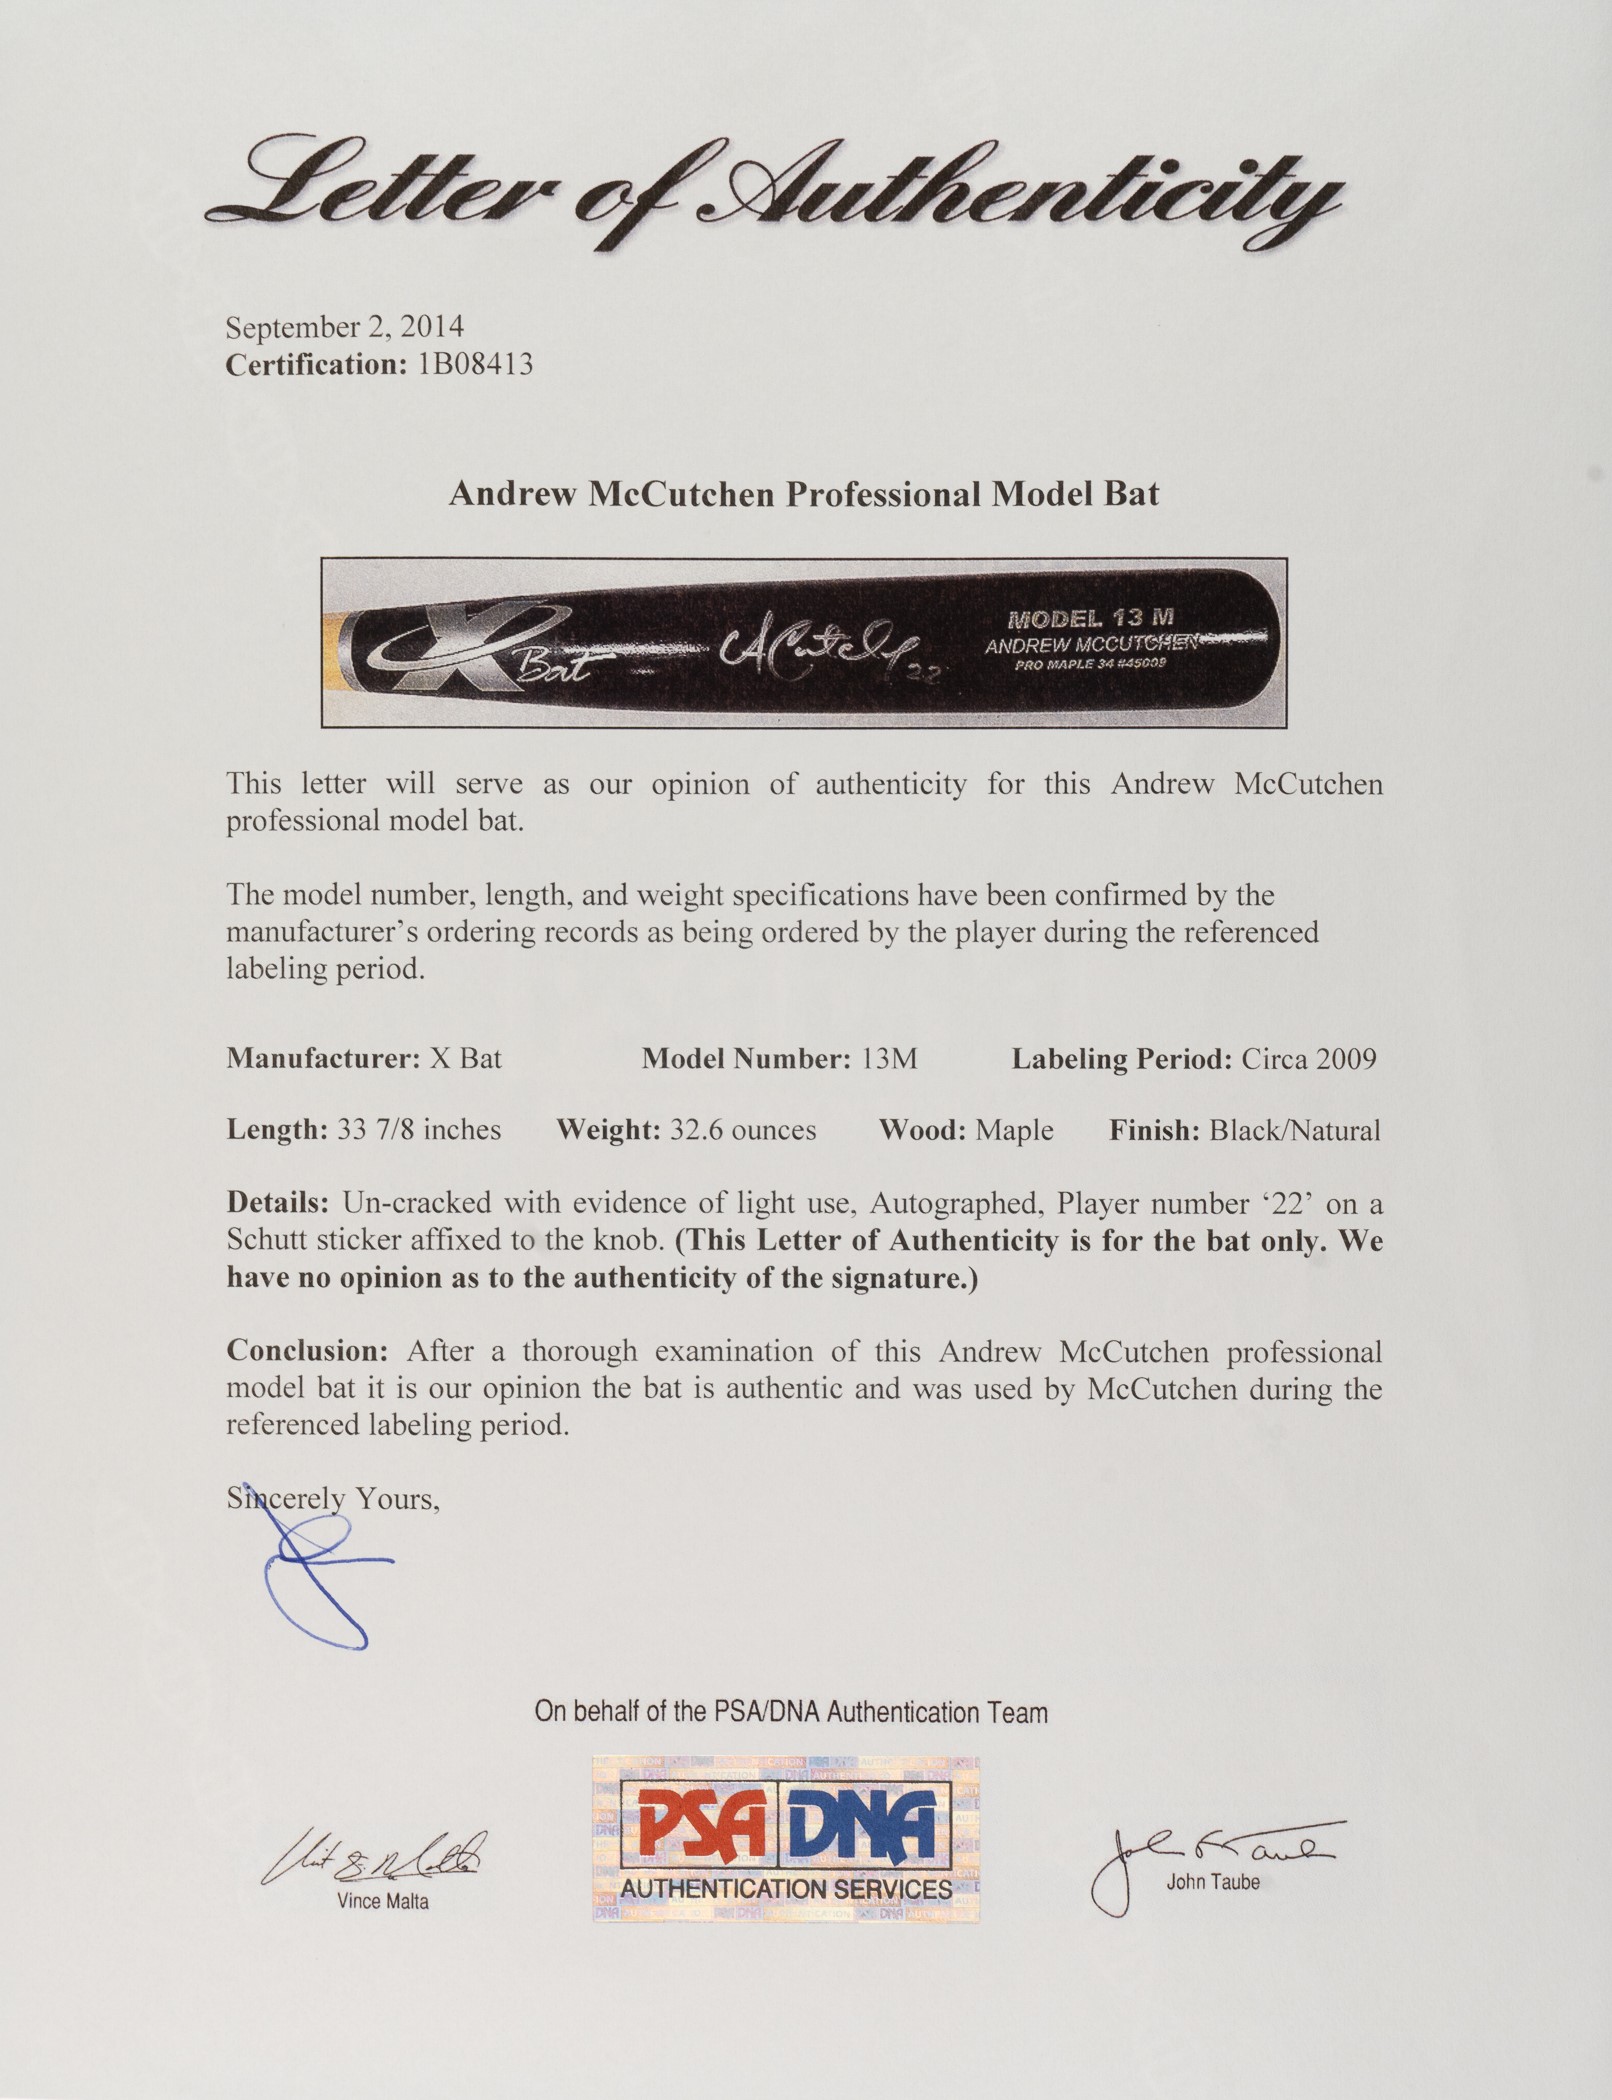 Letter of Authenticity
September 2, 2014
Certification: 1B08413
Andrew McCutchen Professional Model Bat
X Bat
22
MODEL 13 M
ANDREW MCCUTCHEN
PRO MAPLE 34 #45009
This letter will serve as our opinion of authenticity for this Andrew McCutchen
professional model bat.
The model number, length, and weight specifications have been confirmed by the
manufacturer’s ordering records as being ordered by the player during the referenced
labeling period.
Manufacturer: X Bat Model Number: 13M Labeling Period: Circa 2009
Length: 33 7/8 inches Weight: 32.6 ounces Wood: Maple Finish: Black/Natural
Details: Un-cracked with evidence of light use, Autographed, Player number ‘22’ on a
Schutt sticker affixed to the knob. (This Letter of Authenticity is for the bat only. We
have no opinion as to the authenticity of the signature.)
Conclusion: After a thorough examination of this Andrew McCutchen professional
model bat it is our opinion the bat is authentic and was used by McCutchen during the
referenced labeling period.
Sincerely Yours,
On behalf of the PSA/DNA Authentication Team
PSA DNA
AUTHENTICATION SERVICES
Vince Malta
John Taube